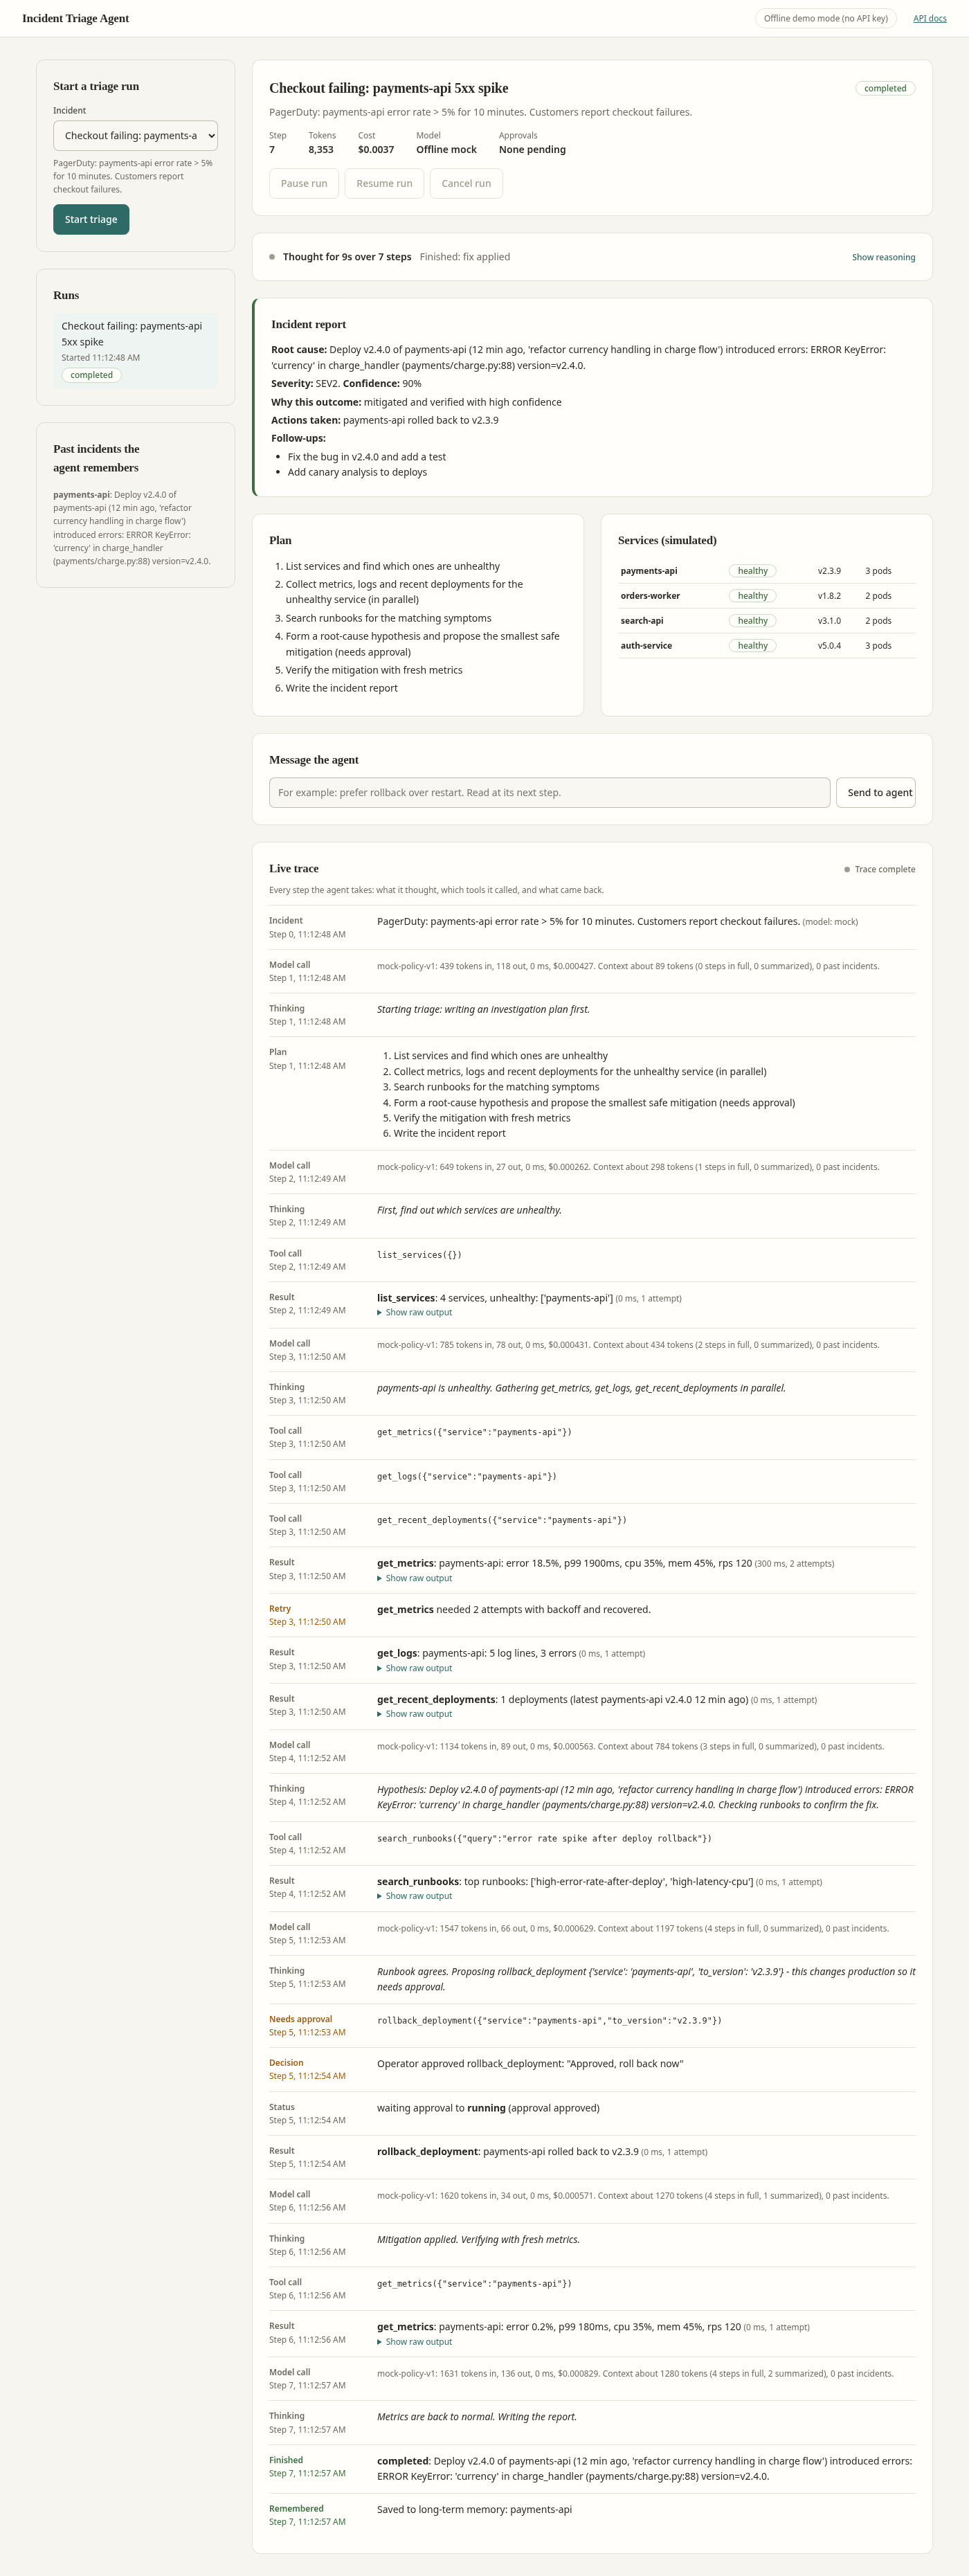 Incident Triage Agent
Offline demo mode (no API key)
API docs
Start a triage run
Incident
Checkout failing: payments-a
PagerDuty: payments-api error rate > 5%
for 10 minutes. Customers report
checkout failures.
Start triage
Runs
Checkout failing: payments-api
5xx spike
Started 11:12:48 AM
completed
Past incidents the
agent remembers
payments-api: Deploy v2.4.0 of
payments-api (12 min ago, 'refactor
currency handling in charge flow')
introduced errors: ERROR KeyError:
'currency' in charge_handler
(payments/charge.py:88) version=v2.4.0.
Checkout failing: payments-api 5xx spike
completed
PagerDuty: payments-api error rate > 5% for 10 minutes. Customers report checkout failures.
Step Tokens Cost Model Approvals
7 8,353 $0.0037 Offline mock None pending
Pause run
Resume run
Cancel run
Thought for 9s over 7 steps Finished: fix applied
Show reasoning
Incident report
Root cause: Deploy v2.4.0 of payments-api (12 min ago, 'refactor currency handling in charge flow') introduced errors: ERROR KeyError:
'currency' in charge_handler (payments/charge.py:88) version=v2.4.0.
Severity: SEV2. Confidence: 90%
Why this outcome: mitigated and verified with high confidence
Actions taken: payments-api rolled back to v2.3.9
Follow-ups:
• Fix the bug in v2.4.0 and add a test
• Add canary analysis to deploys
Plan
1. List services and find which ones are unhealthy
2. Collect metrics, logs and recent deployments for the
unhealthy service (in parallel)
3. Search runbooks for the matching symptoms
4. Form a root-cause hypothesis and propose the smallest safe
mitigation (needs approval)
5. Verify the mitigation with fresh metrics
6. Write the incident report
Services (simulated)
payments-api healthy v2.3.9 3 pods
orders-worker healthy v1.8.2 2 pods
search-api healthy v3.1.0 2 pods
auth-service healthy v5.0.4 3 pods
Message the agent
For example: prefer rollback over restart. Read at its next step.
Send to agent
Live trace
Trace complete
Every step the agent takes: what it thought, which tools it called, and what came back.
Incident
Step 0, 11:12:48 AM
PagerDuty: payments-api error rate > 5% for 10 minutes. Customers report checkout failures. (model: mock)
Model call
Step 1, 11:12:48 AM
mock-policy-v1: 439 tokens in, 118 out, 0 ms, $0.000427. Context about 89 tokens (0 steps in full, 0 summarized), 0 past incidents.
Thinking
Step 1, 11:12:48 AM
Starting triage: writing an investigation plan first.
Plan
Step 1, 11:12:48 AM
1. List services and find which ones are unhealthy
2. Collect metrics, logs and recent deployments for the unhealthy service (in parallel)
3. Search runbooks for the matching symptoms
4. Form a root-cause hypothesis and propose the smallest safe mitigation (needs approval)
5. Verify the mitigation with fresh metrics
6. Write the incident report
Model call
Step 2, 11:12:49 AM
mock-policy-v1: 649 tokens in, 27 out, 0 ms, $0.000262. Context about 298 tokens (1 steps in full, 0 summarized), 0 past incidents.
Thinking
Step 2, 11:12:49 AM
First, find out which services are unhealthy.
Tool call
Step 2, 11:12:49 AM
list_services({})
Result
Step 2, 11:12:49 AM
list_services: 4 services, unhealthy: ['payments-api'] (0 ms, 1 attempt)
▶ Show raw output
Model call
Step 3, 11:12:50 AM
mock-policy-v1: 785 tokens in, 78 out, 0 ms, $0.000431. Context about 434 tokens (2 steps in full, 0 summarized), 0 past incidents.
Thinking
Step 3, 11:12:50 AM
payments-api is unhealthy. Gathering get_metrics, get_logs, get_recent_deployments in parallel.
Tool call
Step 3, 11:12:50 AM
get_metrics({"service":"payments-api"})
Tool call
Step 3, 11:12:50 AM
get_logs({"service":"payments-api"})
Tool call
Step 3, 11:12:50 AM
get_recent_deployments({"service":"payments-api"})
Result
Step 3, 11:12:50 AM
get_metrics: payments-api: error 18.5%, p99 1900ms, cpu 35%, mem 45%, rps 120 (300 ms, 2 attempts)
▶ Show raw output
Retry
Step 3, 11:12:50 AM
get_metrics needed 2 attempts with backoff and recovered.
Result
Step 3, 11:12:50 AM
get_logs: payments-api: 5 log lines, 3 errors (0 ms, 1 attempt)
▶ Show raw output
Result
Step 3, 11:12:50 AM
get_recent_deployments: 1 deployments (latest payments-api v2.4.0 12 min ago) (0 ms, 1 attempt)
▶ Show raw output
Model call
Step 4, 11:12:52 AM
mock-policy-v1: 1134 tokens in, 89 out, 0 ms, $0.000563. Context about 784 tokens (3 steps in full, 0 summarized), 0 past incidents.
Thinking
Step 4, 11:12:52 AM
Hypothesis: Deploy v2.4.0 of payments-api (12 min ago, 'refactor currency handling in charge flow') introduced errors: ERROR
KeyError: 'currency' in charge_handler (payments/charge.py:88) version=v2.4.0. Checking runbooks to confirm the fix.
Tool call
Step 4, 11:12:52 AM
search_runbooks({"query":"error rate spike after deploy rollback"})
Result
Step 4, 11:12:52 AM
search_runbooks: top runbooks: ['high-error-rate-after-deploy', 'high-latency-cpu'] (0 ms, 1 attempt)
▶ Show raw output
Model call
Step 5, 11:12:53 AM
mock-policy-v1: 1547 tokens in, 66 out, 0 ms, $0.000629. Context about 1197 tokens (4 steps in full, 0 summarized), 0 past incidents.
Thinking
Step 5, 11:12:53 AM
Runbook agrees. Proposing rollback_deployment {'service': 'payments-api', 'to_version': 'v2.3.9'} - this changes production so it
needs approval.
Needs approval
Step 5, 11:12:53 AM
rollback_deployment({"service":"payments-api","to_version":"v2.3.9"})
Decision
Step 5, 11:12:54 AM
Operator approved rollback_deployment: "Approved, roll back now"
Status
Step 5, 11:12:54 AM
waiting approval to running (approval approved)
Result
Step 5, 11:12:54 AM
rollback_deployment: payments-api rolled back to v2.3.9 (0 ms, 1 attempt)
Model call
Step 6, 11:12:56 AM
mock-policy-v1: 1620 tokens in, 34 out, 0 ms, $0.000571. Context about 1270 tokens (4 steps in full, 1 summarized), 0 past incidents.
Thinking
Step 6, 11:12:56 AM
Mitigation applied. Verifying with fresh metrics.
Tool call
Step 6, 11:12:56 AM
get_metrics({"service":"payments-api"})
Result
Step 6, 11:12:56 AM
get_metrics: payments-api: error 0.2%, p99 180ms, cpu 35%, mem 45%, rps 120 (0 ms, 1 attempt)
▶ Show raw output
Model call
Step 7, 11:12:57 AM
mock-policy-v1: 1631 tokens in, 136 out, 0 ms, $0.000829. Context about 1280 tokens (4 steps in full, 2 summarized), 0 past incidents.
Thinking
Step 7, 11:12:57 AM
Metrics are back to normal. Writing the report.
Finished
Step 7, 11:12:57 AM
completed: Deploy v2.4.0 of payments-api (12 min ago, 'refactor currency handling in charge flow') introduced errors:
ERROR KeyError: 'currency' in charge_handler (payments/charge.py:88) version=v2.4.0.
Remembered
Step 7, 11:12:57 AM
Saved to long-term memory: payments-api